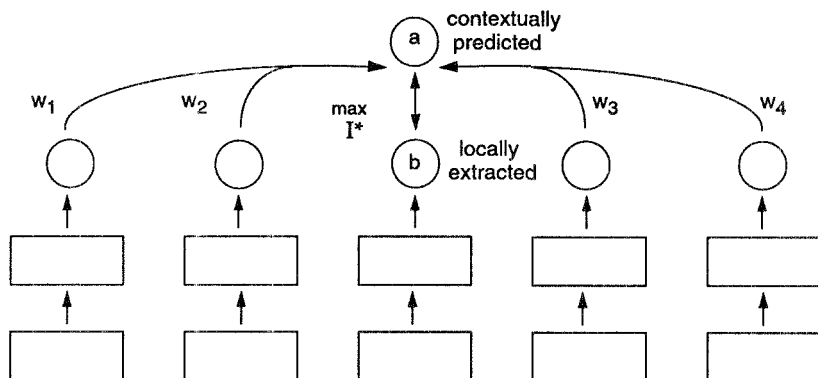 a
contextually
predicted
w1
w2
max
I*
w3
w4
b
locally
extracted